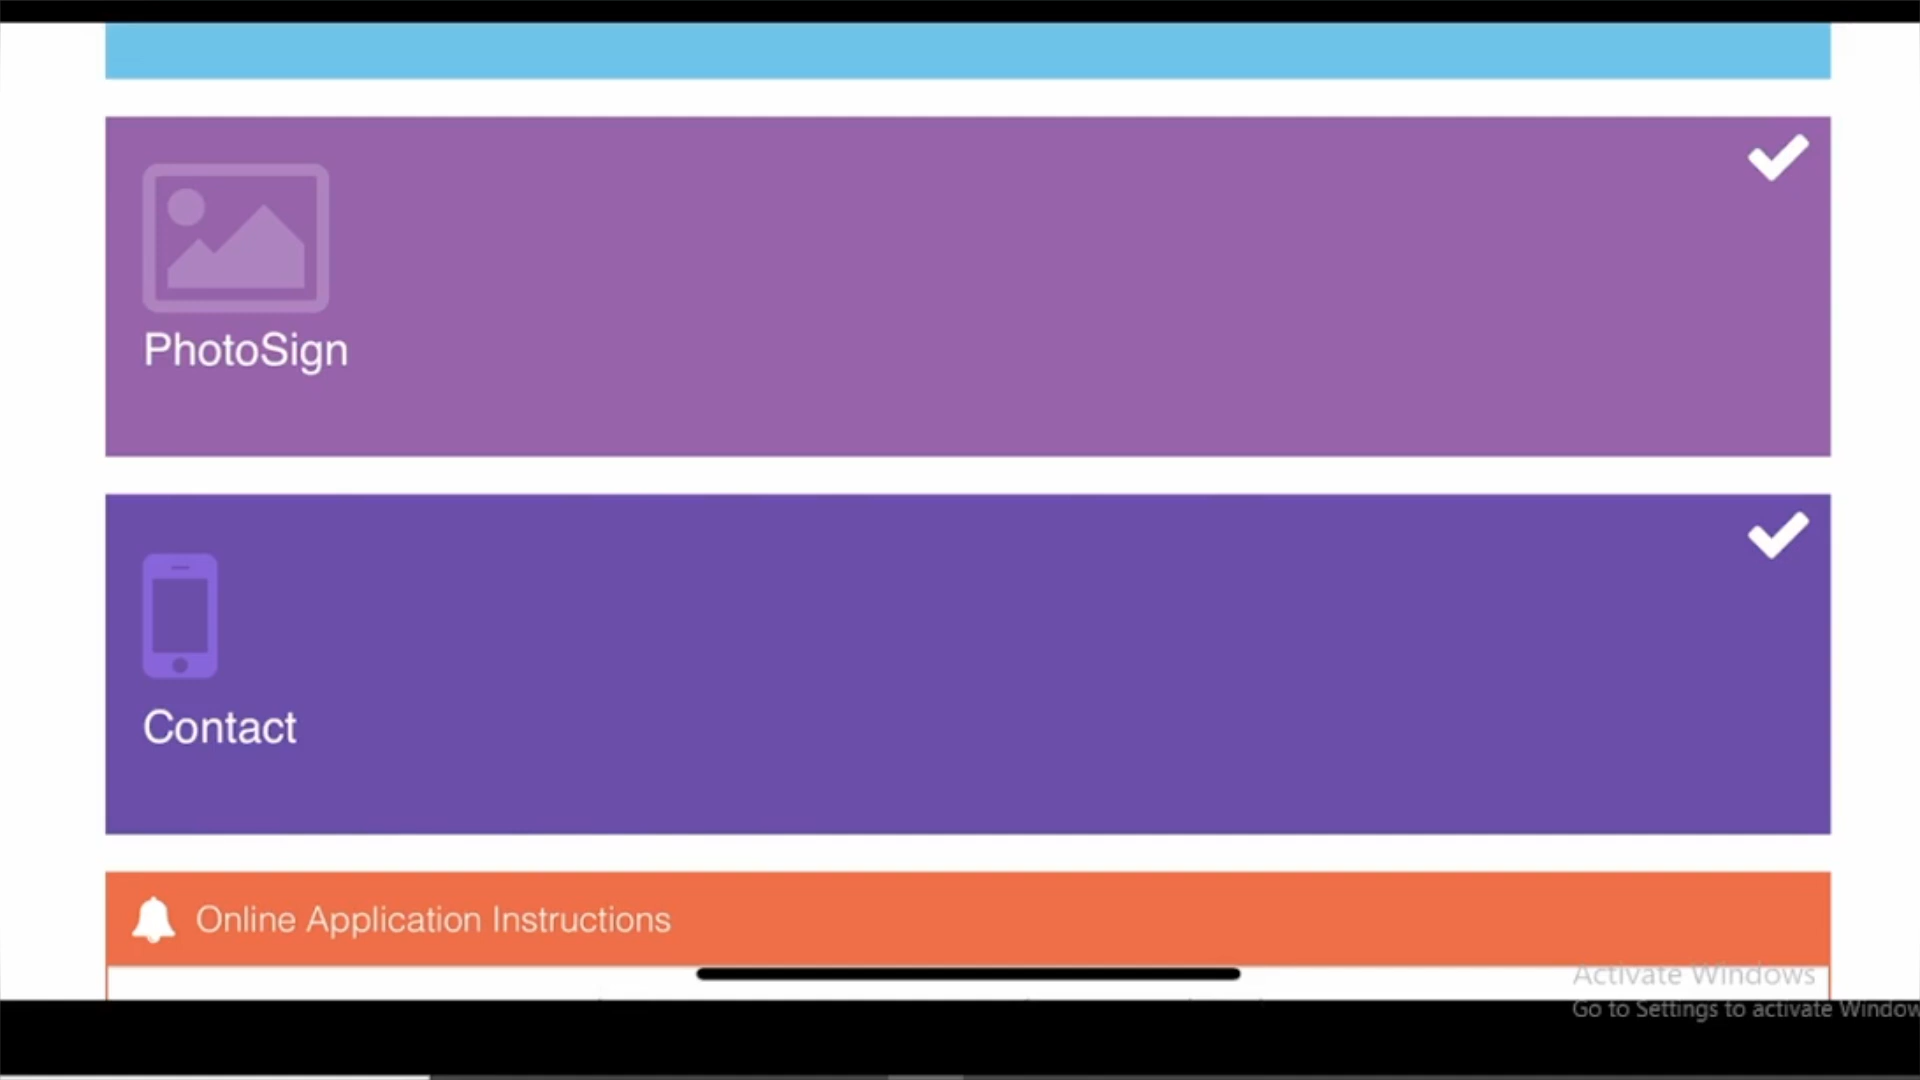 PhotoSign
Contact
Online Application Instructions
Activate Windows
Go to Settings to activate Window